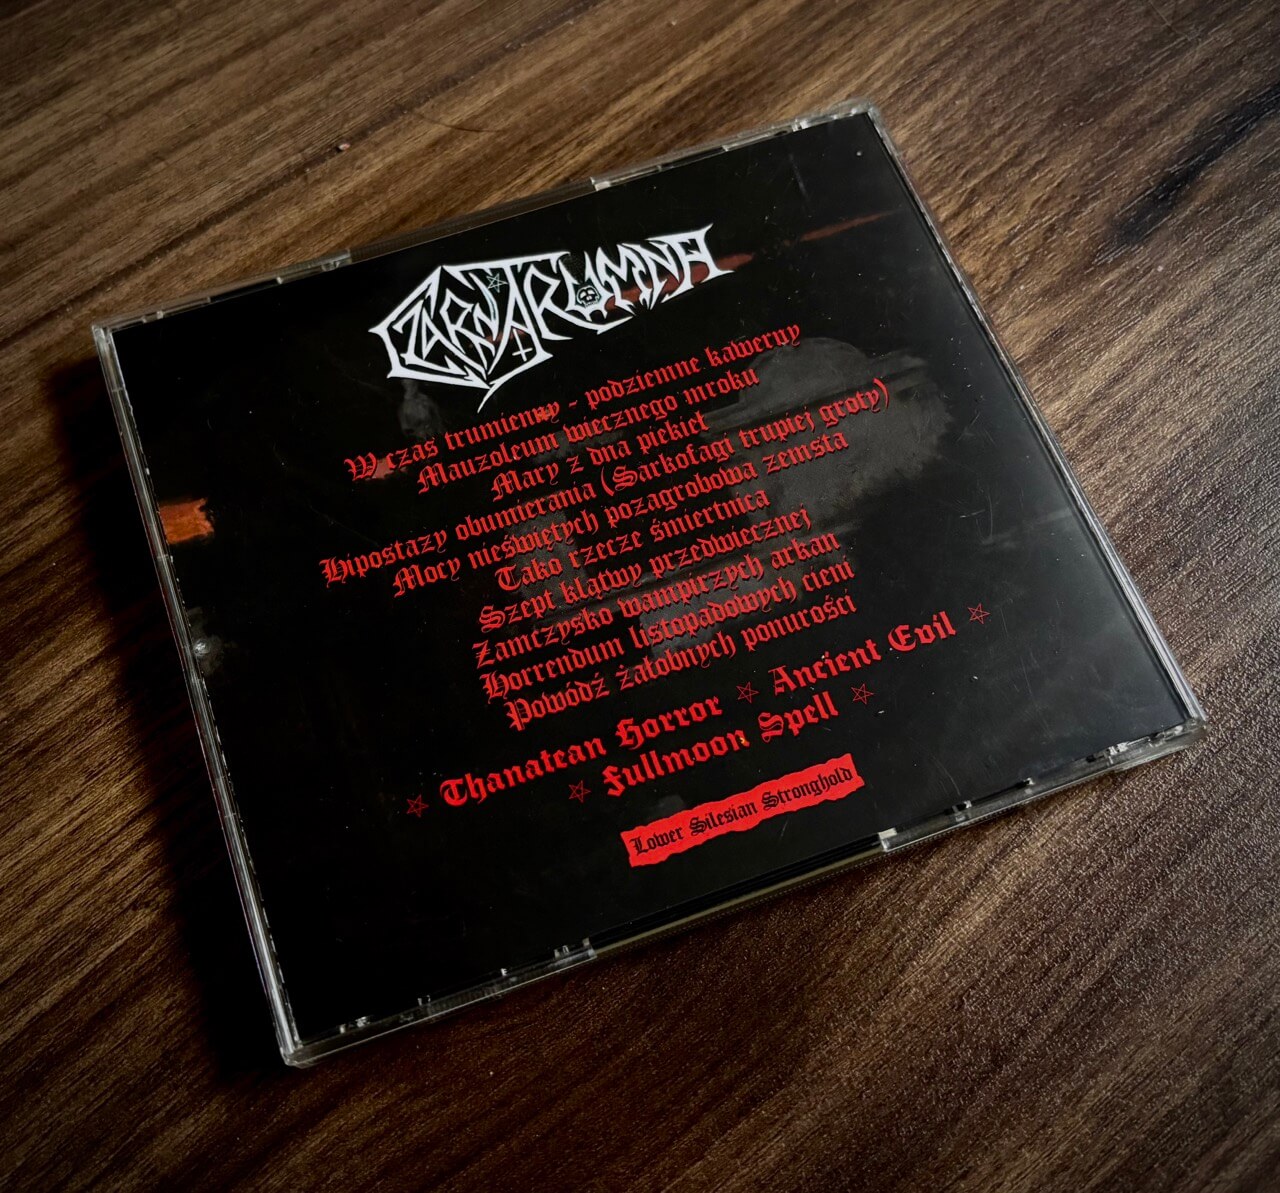 CZARNA TRUMNA
W czas trumienny - podziemne kawerny
Mauzoleum wiecznego mroku
Mary z dna piekieł
Hipostazy obumierania (Sarkofagi trupiej groty)
Mocy nieświętych pozagrobowa zemsta
Tako rzecze śmiertnica
Szept klątwy przedwiecznej
Zamczysko wampirzych arkan
Horrendum listopadowych cieni
Powódź żałobnych ponurości
Thanatean Horror Ancient Evil
Fullmoon Spell
Lower Silesian Stronghold